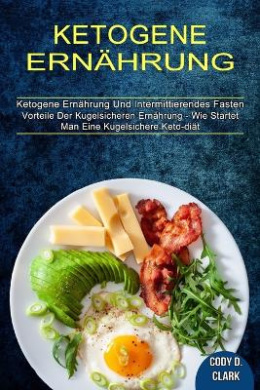 KETOGENE
ERNÄHRUNG
Ketogene Ernährung Und Intermittierendes Fasten
Vorteile Der Kugelsicheren Ernährung - Wie Startet
Man Eine Kugelsichere Keto-diät
CODY D.
CLARK